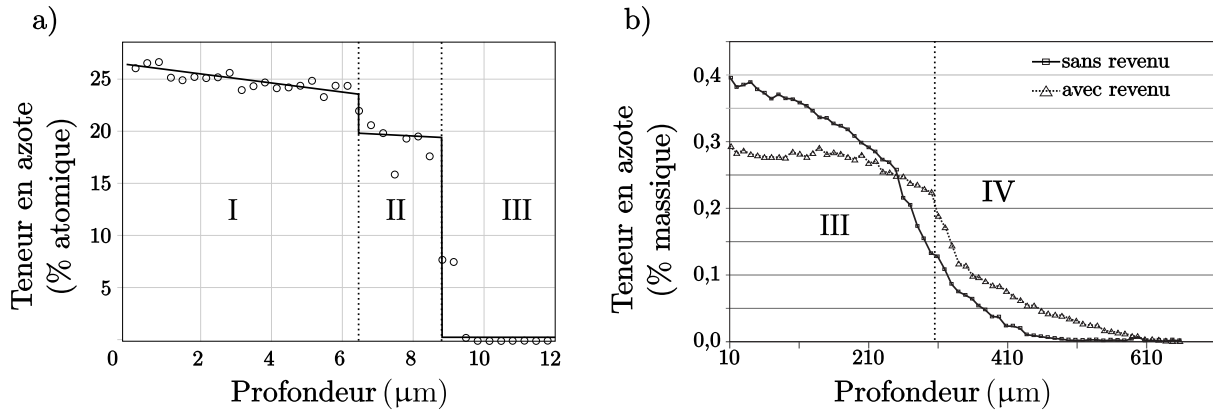 a)
25
20
15
10
5
0
2
4
6
8
10
12
I
II
III
Teneur en azote
(% atomique)
Profondeur (μm)
b)
0,4
0,3
0,2
0,1
0,0
10
210
410
610
sans revenu
avec revenu
III
IV
Teneur en azote
(% massique)
Profondeur (μm)